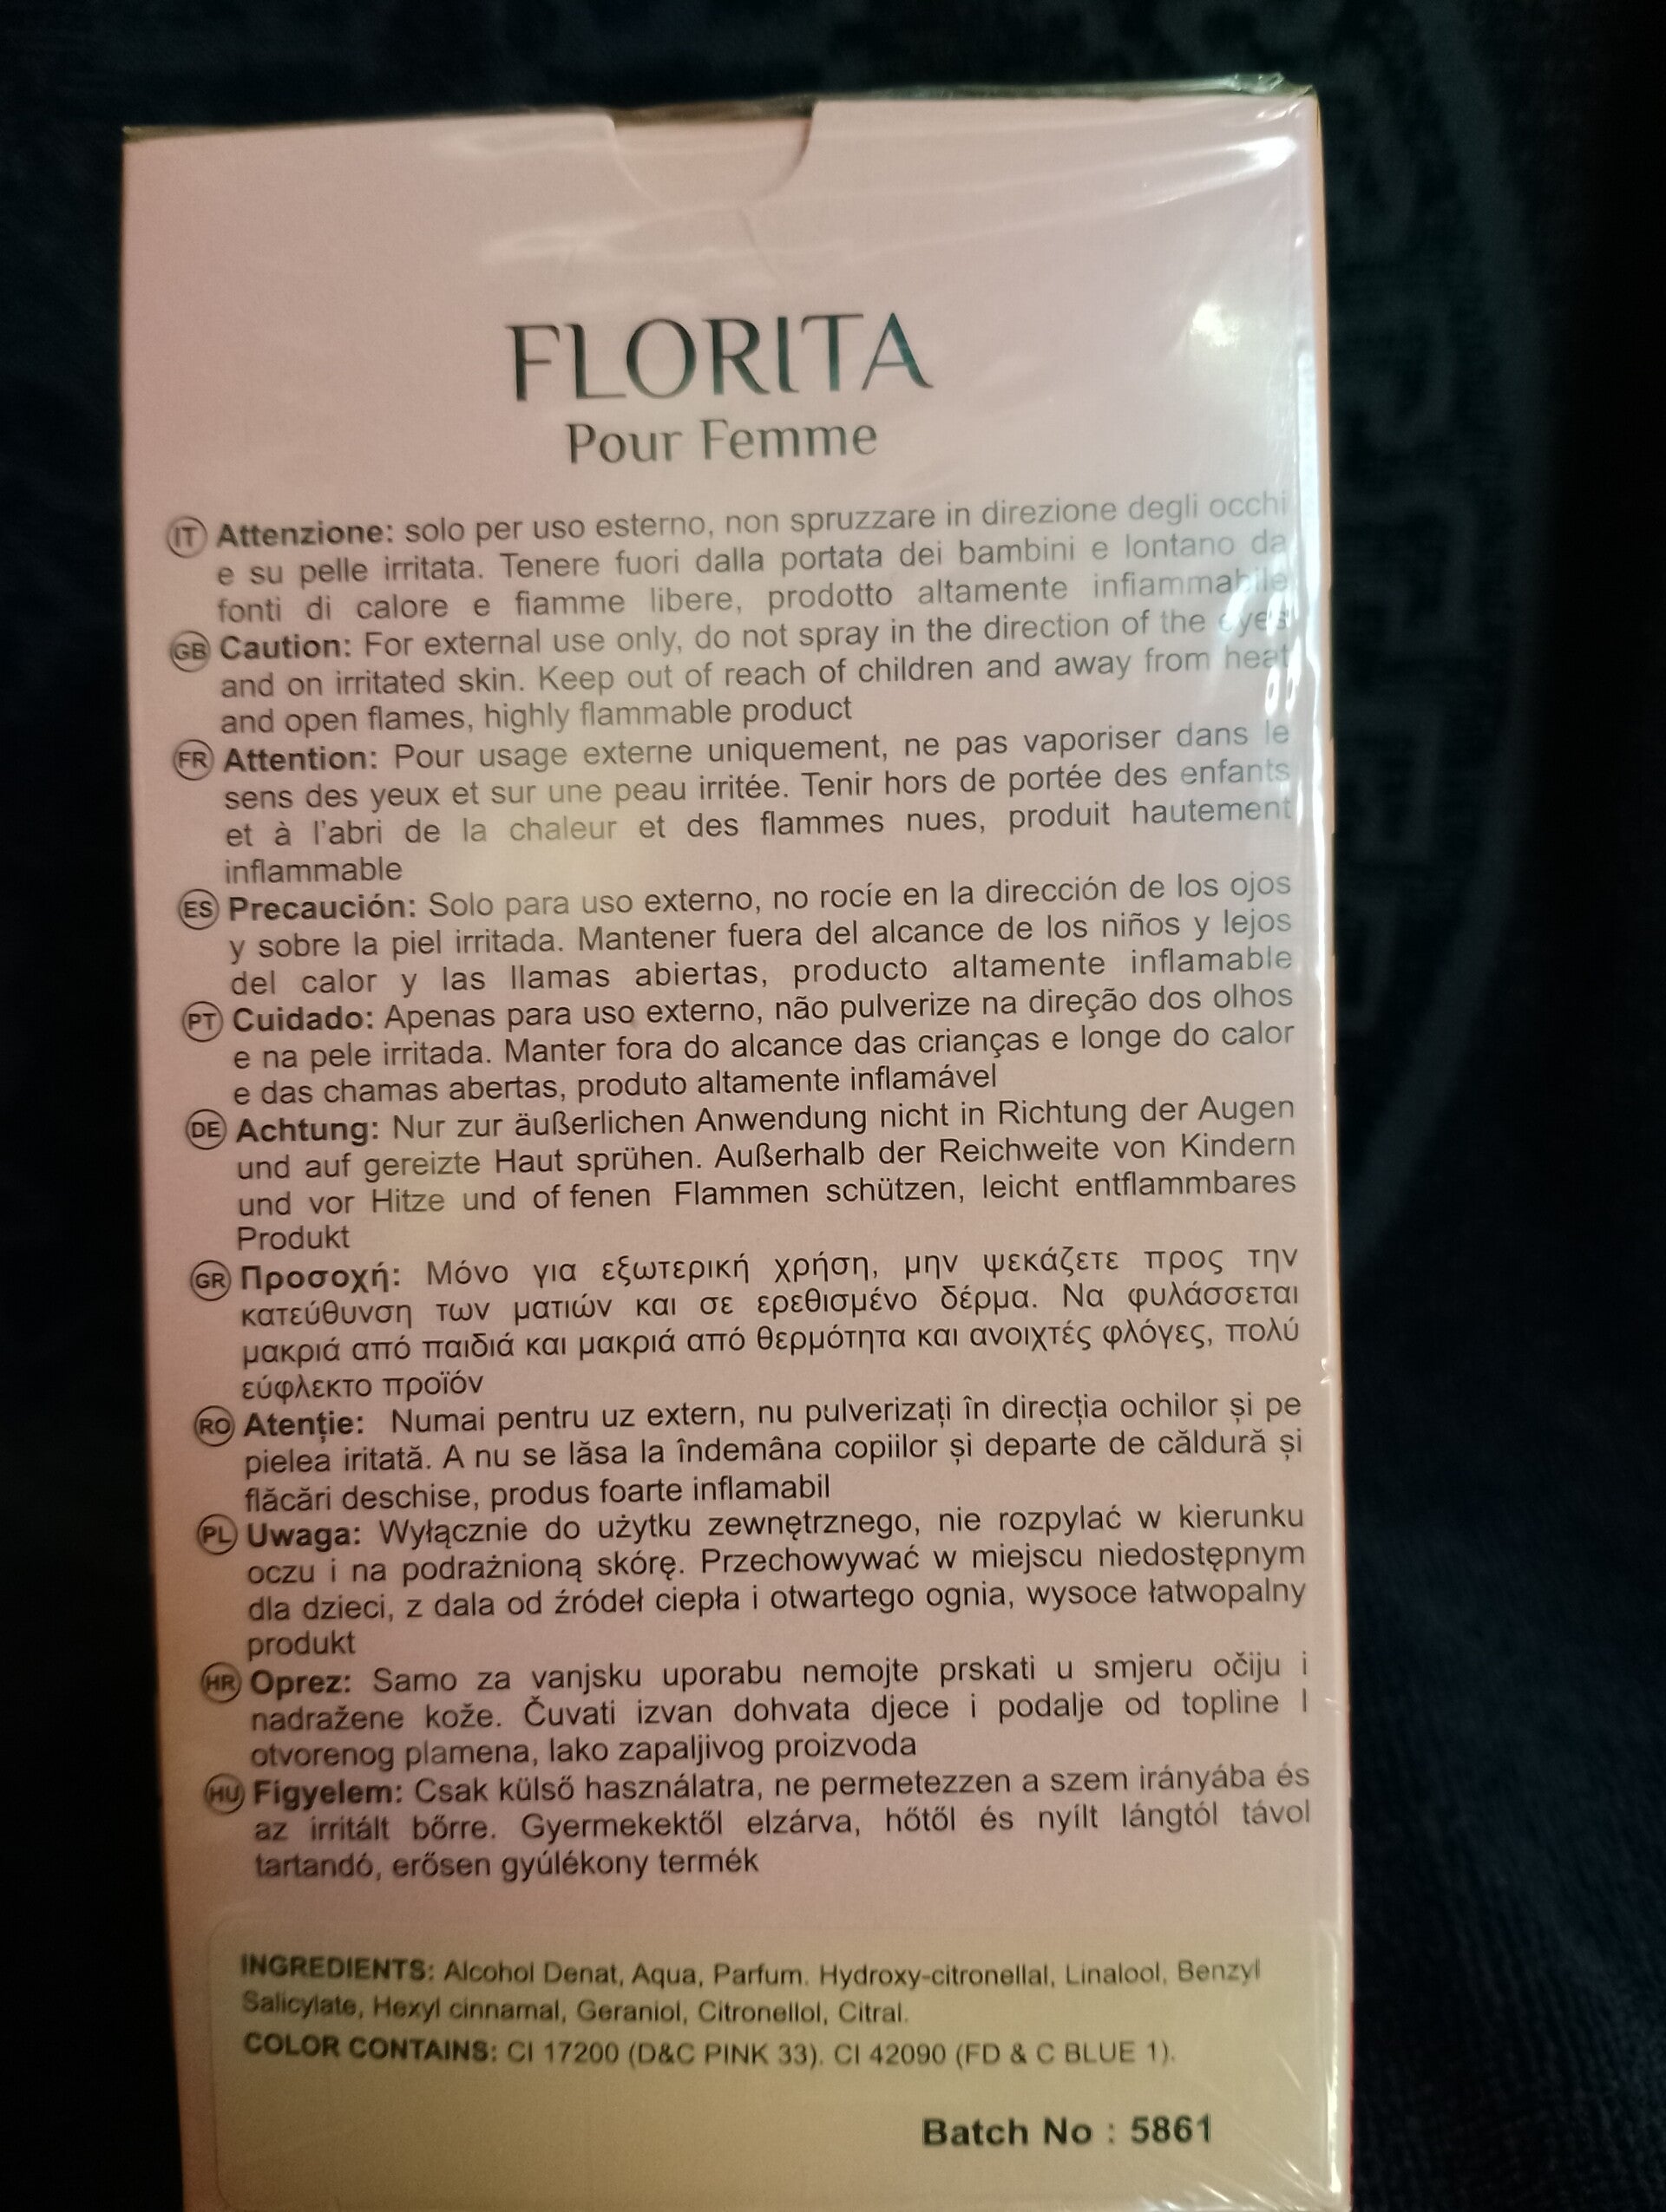 FLORITA
Pour Femme
IT Attenzione: solo per uso esterno, non spruzzare in direzione degli occhi
e su pelle irritata. Tenere fuori dalla portata dei bambini e lontano da
fonti di calore e fiamme libere, prodotto altamente infiammabile
GB Caution: For external use only, do not spray in the direction of the eyes
and on irritated skin. Keep out of reach of children and away from heat
and open flames, highly flammable product
FR Attention: Pour usage externe uniquement, ne pas vaporiser dans le
sens des yeux et sur une peau irritée. Tenir hors de portée des enfants
et à l'abri de la chaleur et des flammes nues, produit hautement
inflammable
ES Precaución: Solo para uso externo, no rocíe en la dirección de los ojos
y sobre la piel irritada. Mantener fuera del alcance de los niños y lejos
del calor y las llamas abiertas, producto altamente inflamable
PT Cuidado: Apenas para uso externo, não pulverize na direção dos olhos
e na pele irritada. Manter fora do alcance das crianças e longe do calor
e das chamas abertas, produto altamente inflamável
DE Achtung: Nur zur äußerlichen Anwendung nicht in Richtung der Augen
und auf gereizte Haut sprühen. Außerhalb der Reichweite von Kindern
und vor Hitze und of fenen Flammen schützen, leicht entflammbares
Produkt
GR Προσοχή: Μόνο για εξωτερική χρήση, μην ψεκάζετε προς την
κατεύθυνση των ματιών και σε ερεθισμένο δέρμα. Να φυλάσσεται
μακριά από παιδιά και μακριά από θερμότητα και ανοιχτές φλόγες, πολύ
εύφλεκτο προϊόν
RO Atenție: Numai pentru uz extern, nu pulverizați în direcția ochilor și pe
pielea iritată. A nu se lăsa la îndemâna copiilor și departe de căldură și
flăcări deschise, produs foarte inflamabil
PL Uwaga: Wyłącznie do użytku zewnętrznego, nie rozpylać w kierunku
oczu i na podrażnioną skórę. Przechowywać w miejscu niedostępnym
dla dzieci, z dala od źródeł ciepła i otwartego ognia, wysoce łatwopalny
produkt
HR Oprez: Samo za vanjsku uporabu nemojte prskati u smjeru očiju i
nadražene kože. Čuvati izvan dohvata djece i podalje od topline I
otvorenog plamena, lako zapaljivog proizvoda
HU Figyelem: Csak külső használatra, ne permetezzen a szem irányába és
az irritált bőrre. Gyermekektől elzárva, hőtől és nyílt lángtól távol
tartandó, erősen gyúlékony termék
INGREDIENTS: Alcohol Denat, Aqua, Parfum. Hydroxy-citronellal, Linalool, Benzyl
Salicylate, Hexyl cinnamal, Geraniol, Citronellol, Citral.
COLOR CONTAINS: CI 17200 (D&C PINK 33). CI 42090 (FD & C BLUE 1).
Batch No : 5861